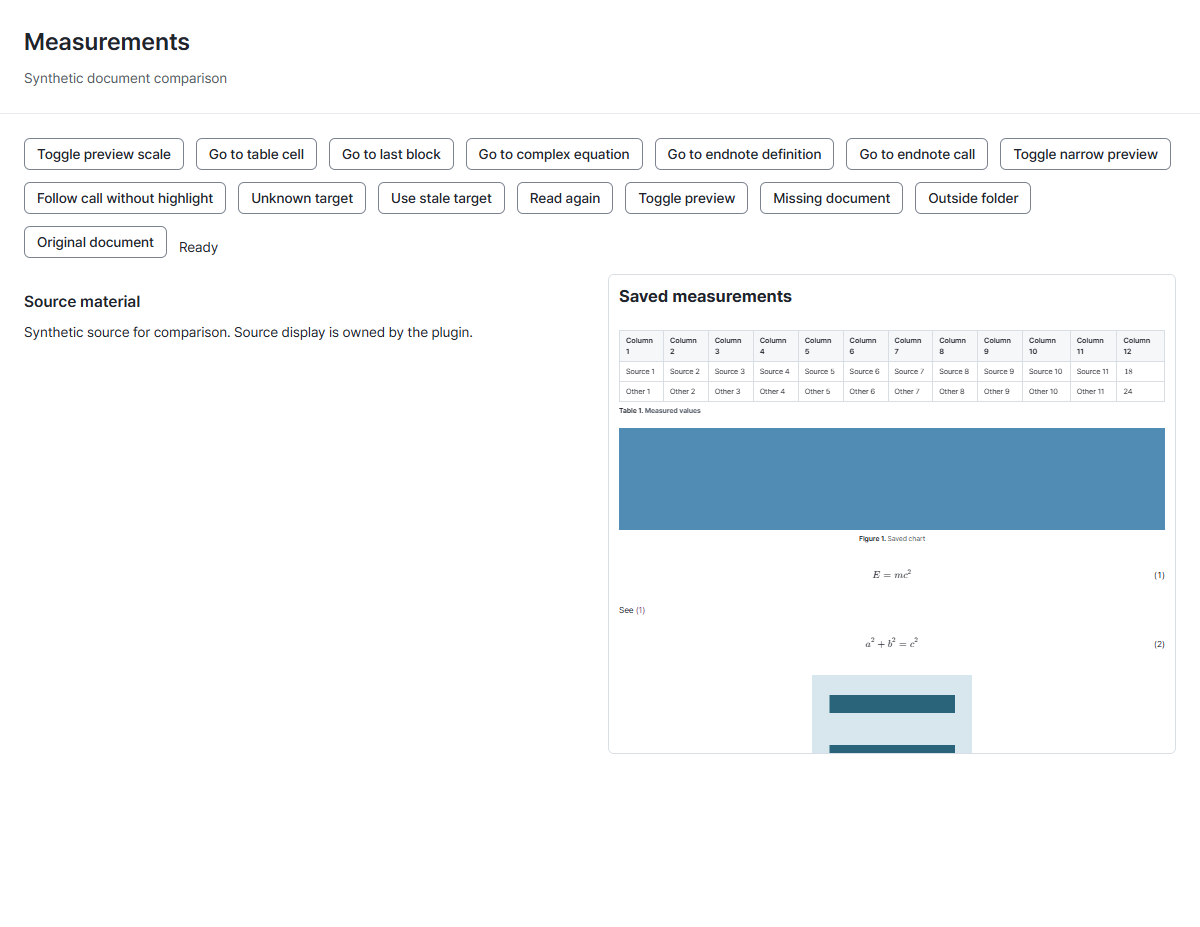 Measurements
Synthetic document comparison
Toggle preview scale
Go to table cell
Go to last block
Go to complex equation
Go to endnote definition
Go to endnote call
Toggle narrow preview
Follow call without highlight
Unknown target
Use stale target
Read again
Toggle preview
Missing document
Outside folder
Original document
Ready
Source material
Synthetic source for comparison. Source display is owned by the plugin.
Saved measurements
Column 1 Column 2 Column 3 Column 4 Column 5 Column 6 Column 7 Column 8 Column 9 Column 10 Column 11 Column 12
Source 1 Source 2 Source 3 Source 4 Source 5 Source 6 Source 7 Source 8 Source 9 Source 10 Source 11 18
Other 1 Other 2 Other 3 Other 4 Other 5 Other 6 Other 7 Other 8 Other 9 Other 10 Other 11 24
Table 1. Measured values
Figure 1. Saved chart
E = mc² (1)
See (1)
a² + b² = c² (2)